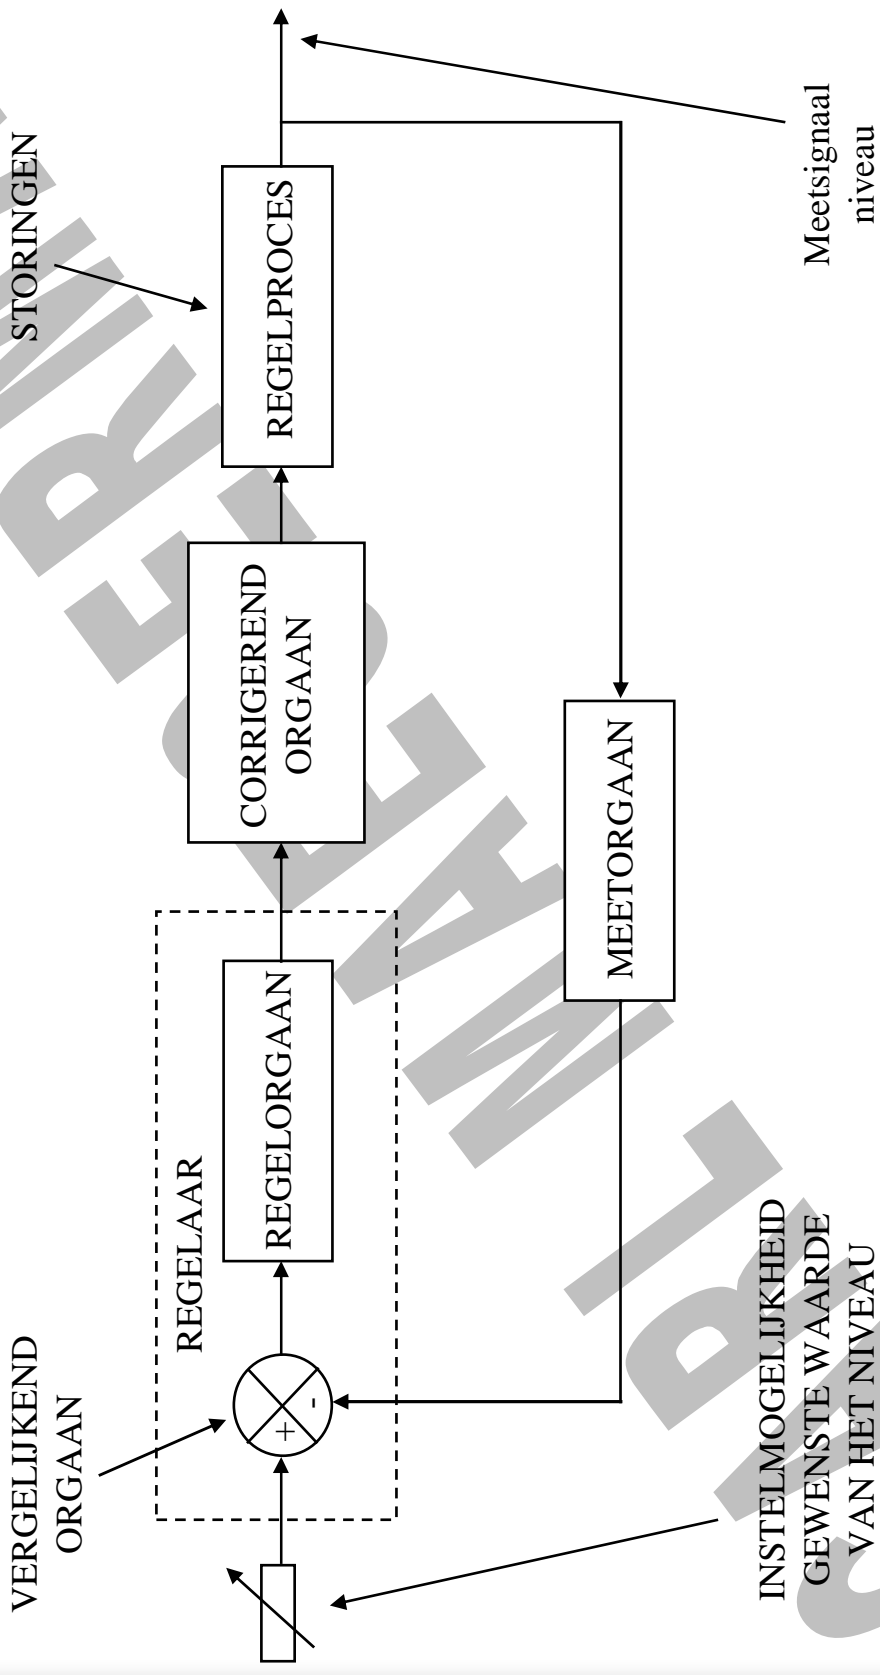 VERGELIJKEND
ORGAAN
STORINGEN
REGELAAR
+
-
REGELORGAAN
CORRIGEREND
ORGAAN
REGELPROCES
MEETORGAAN
INSTELMOGELIJKHEID
GEWENSTE WAARDE
VAN HET NIVEAU
Meetsignaal
niveau